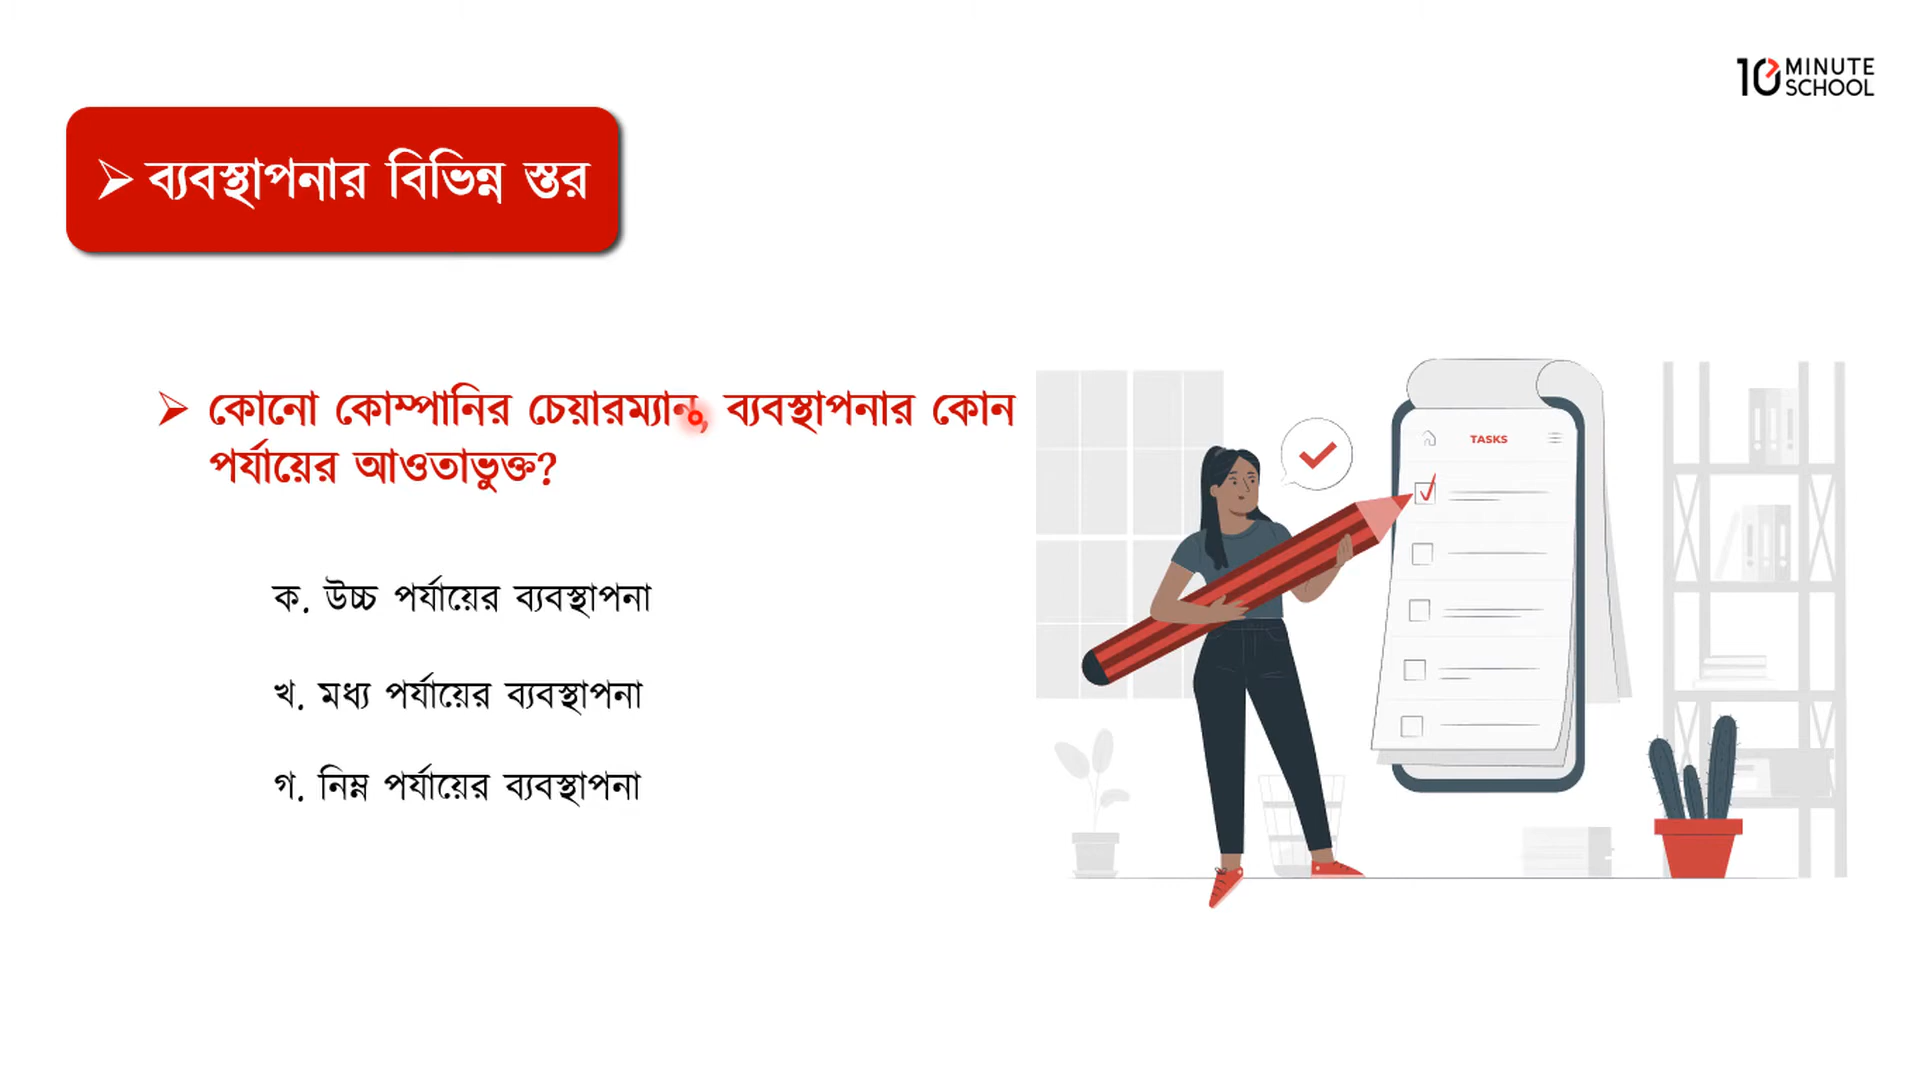 10 MINUTE
SCHOOL
➢ ব্যবস্থাপনার বিভিন্ন স্তর
➢ কোনো কোম্পানির চেয়ারম্যান, ব্যবস্থাপনার কোন
পর্যায়ের আওতাভুক্ত?
TASKS
ক. উচ্চ পর্যায়ের ব্যবস্থাপনা
খ. মধ্য পর্যায়ের ব্যবস্থাপনা
গ. নিম্ন পর্যায়ের ব্যবস্থাপনা